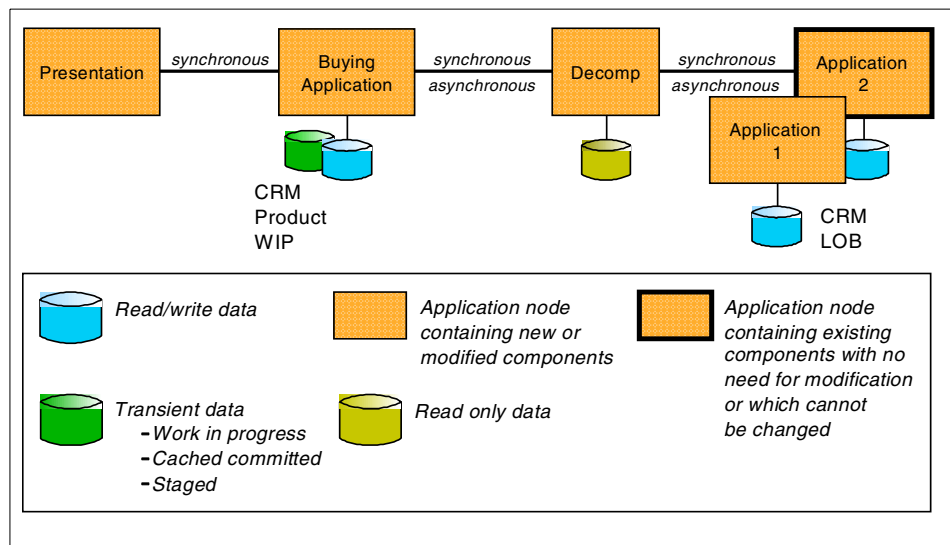 Presentation
synchronous
Buying
Application
synchronous
asynchronous
Decomp
synchronous
asynchronous
Application
2
Application
1
CRM
Product
WIP
CRM
LOB
Read/write data
Application node
containing new or
modified components
Application node
containing existing
components with no
need for modification
or which cannot
be changed
Transient data
-Work in progress
-Cached committed
-Staged
Read only data